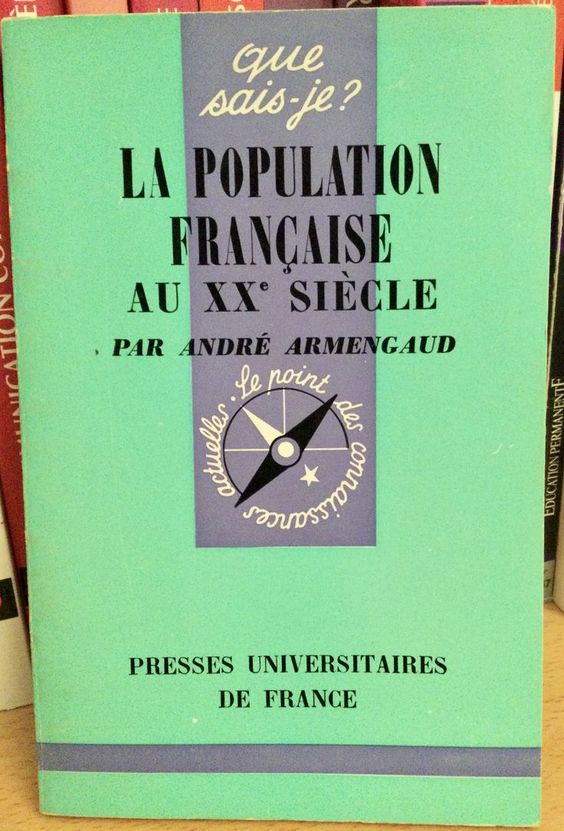 que
sais-je?
LA POPULATION
FRANÇAISE
AU XXe SIÈCLE
PAR ANDRÉ ARMENGAUD
Le point des connaissances actuelles.
PRESSES UNIVERSITAIRES
DE FRANCE
EDUCATION PERMANENTE